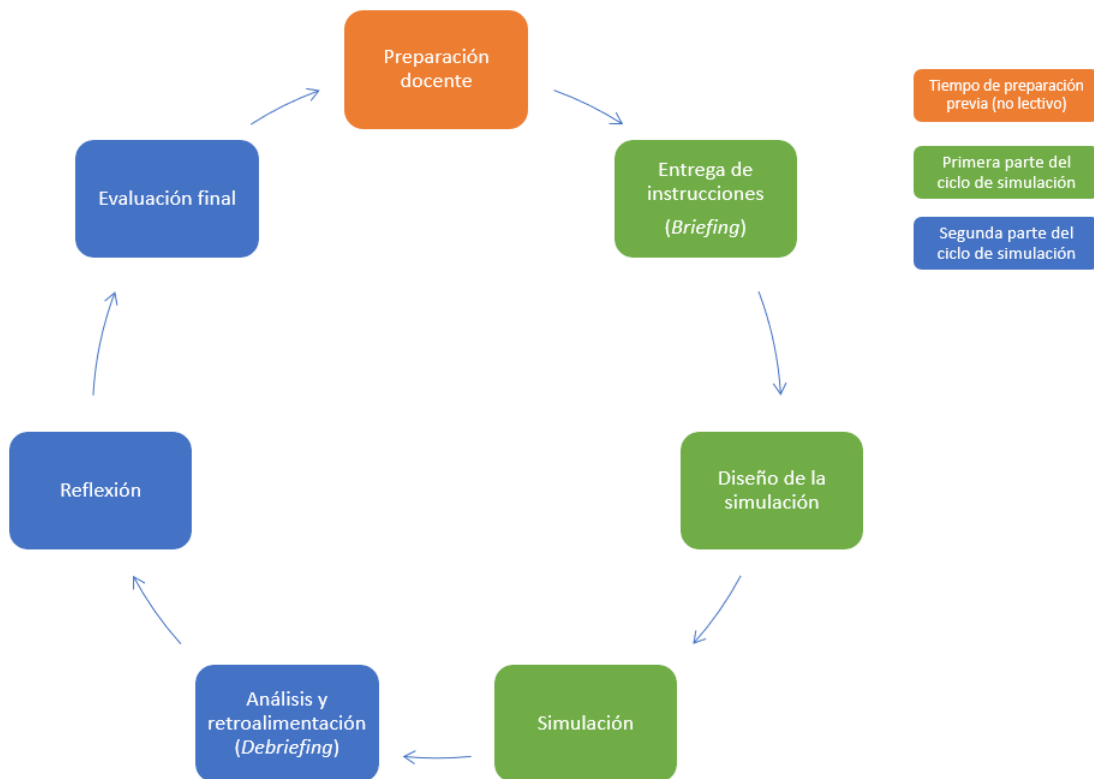 Preparación
docente
Entrega de
instrucciones
(Briefing)
Diseño de la
simulación
Simulación
Análisis y
retroalimentación
(Debriefing)
Reflexión
Evaluación final
Tiempo de preparación
previa (no lectivo)
Primera parte del
ciclo de simulación
Segunda parte del
ciclo de simulación